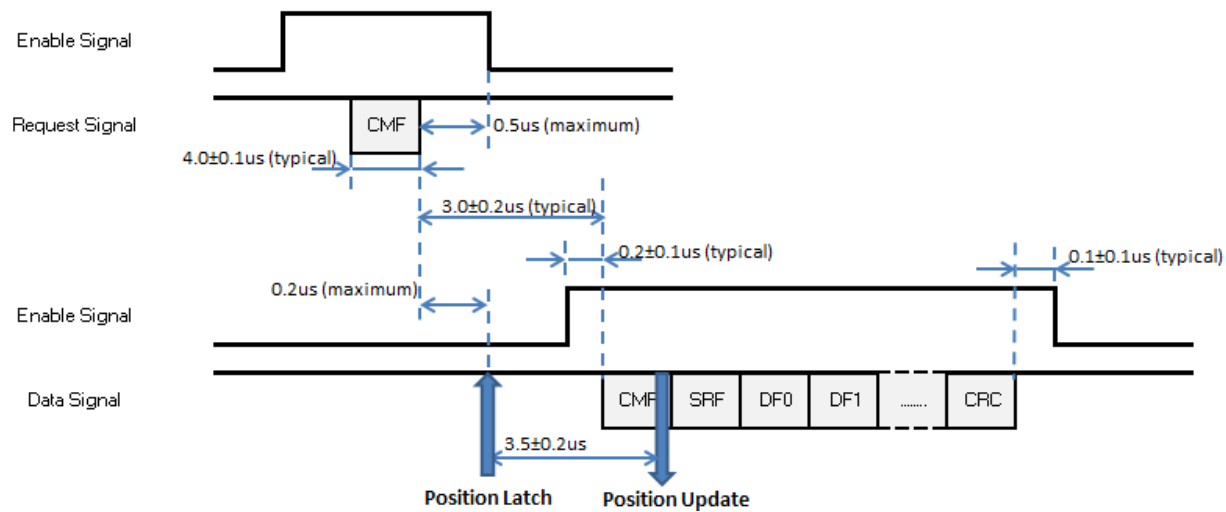 Enable Signal
Request Signal
CMF
0.5us (maximum)
4.0±0.1us (typical)
3.0±0.2us (typical)
0.2±0.1us (typical)
0.1±0.1us (typical)
0.2us (maximum)
Enable Signal
Data Signal
CMF SRF DF0 DF1 ....... CRC
3.5±0.2us
Position Latch
Position Update